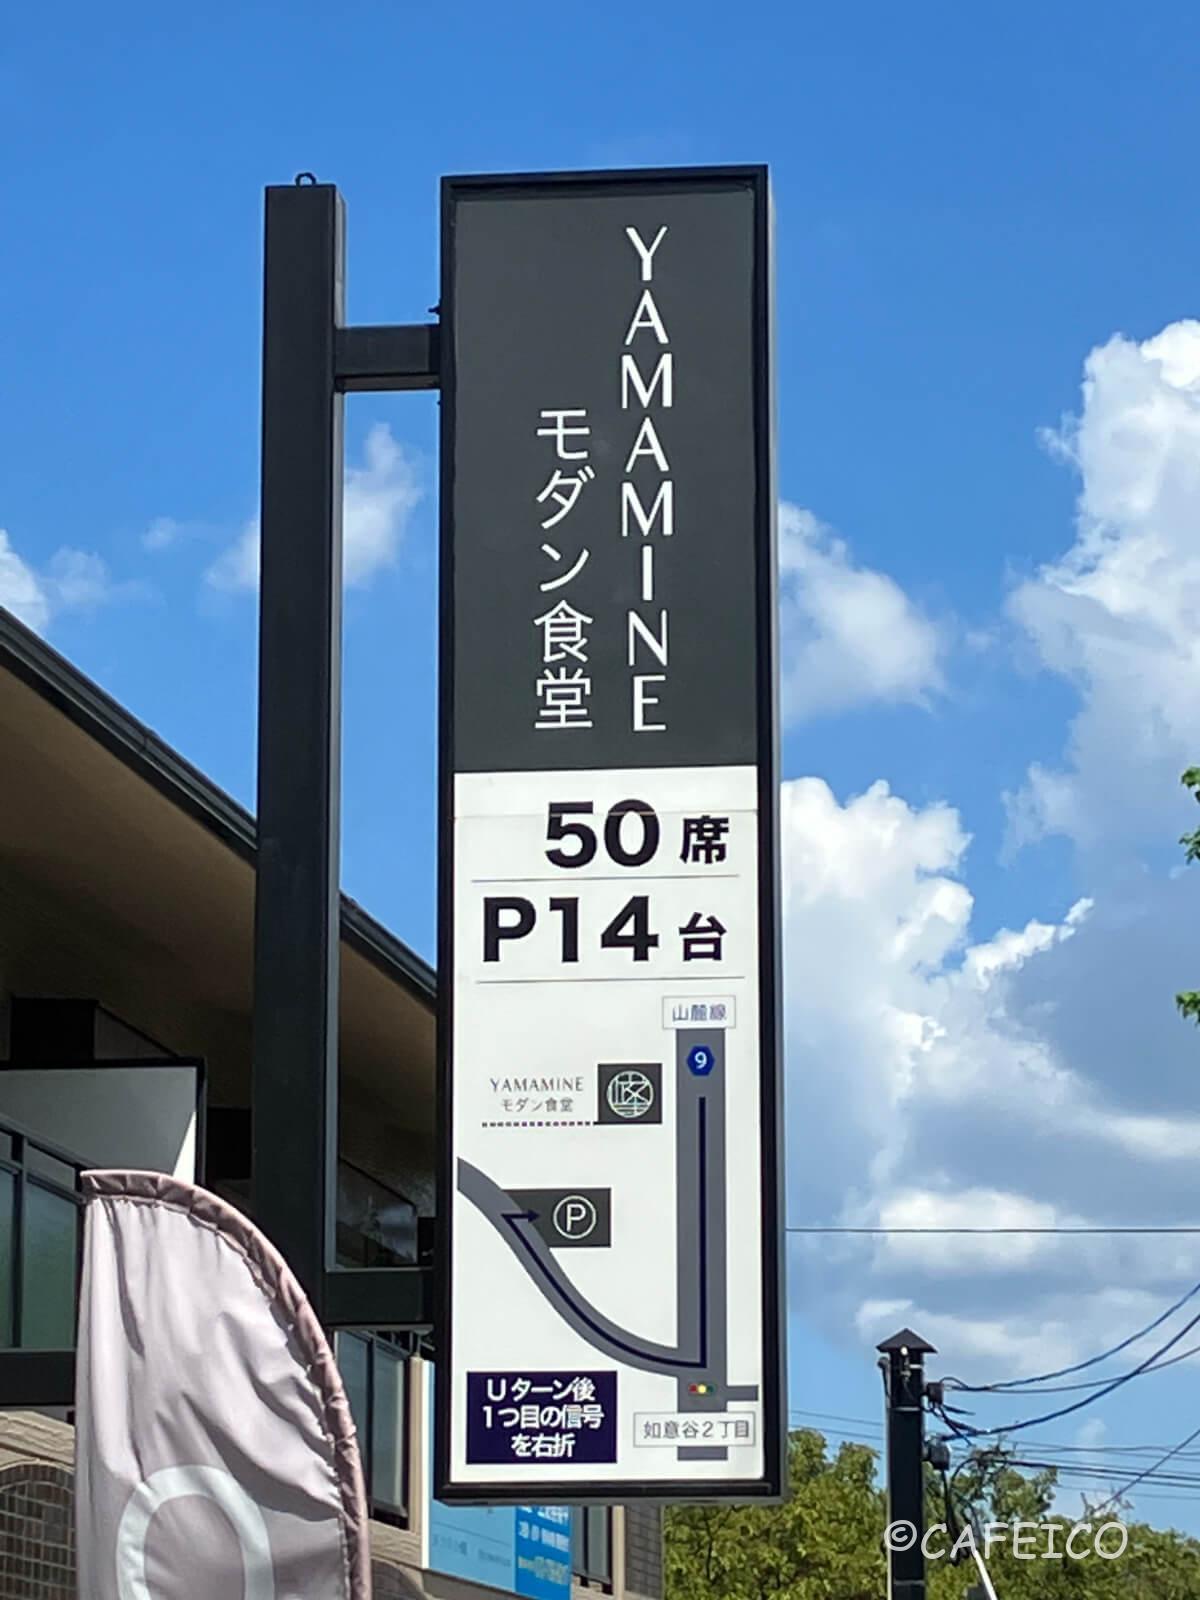 YAMAMINE
モダン食堂
50席
P14台
山麓線
9
YAMAMINE
モダン食堂
P
Uターン後
1つ目の信号
を右折
如意谷2丁目
©CAFEICO